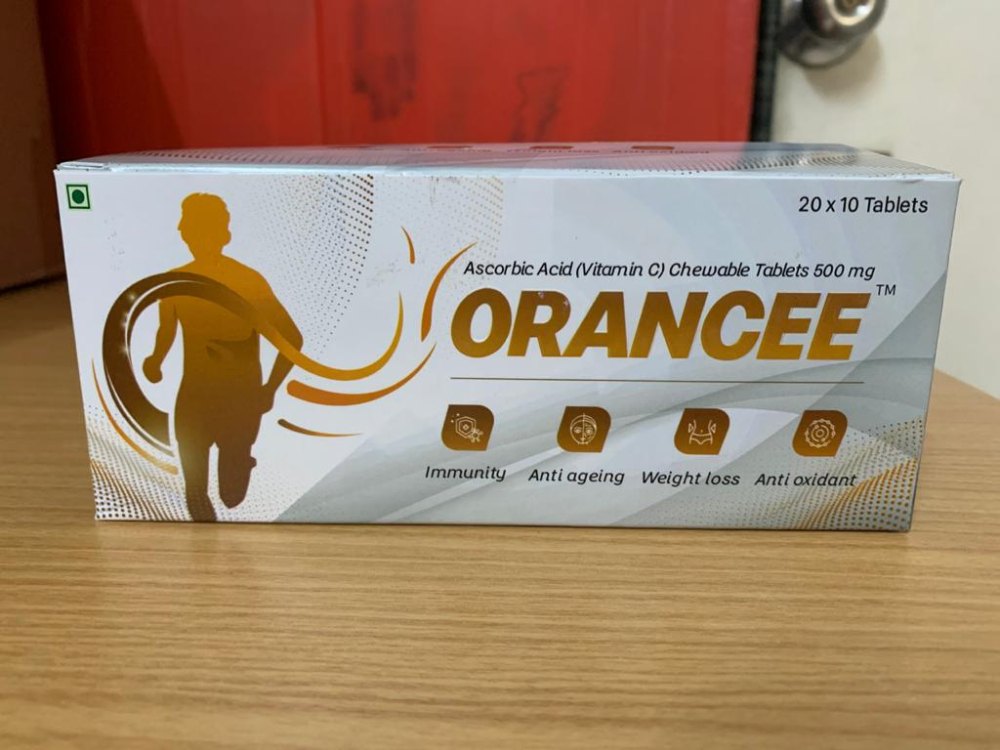 20 x 10 Tablets
Ascorbic Acid (Vitamin C) Chewable Tablets 500 mg
ORANCEE™
Immunity
Anti ageing
Weight loss
Anti oxidant